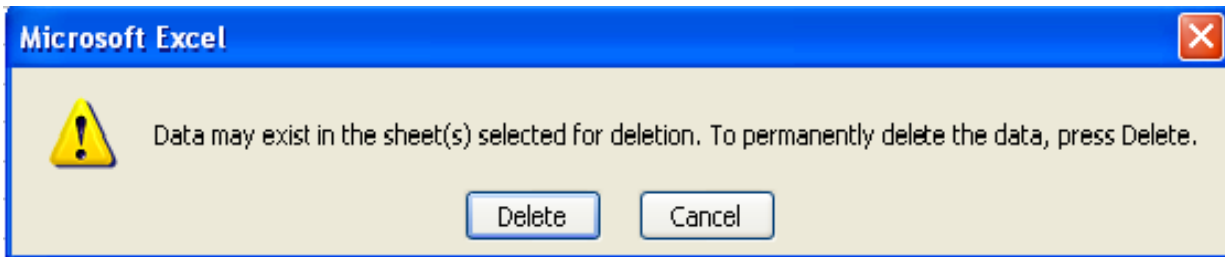 Microsoft Excel
Data may exist in the sheet(s) selected for deletion. To permanently delete the data, press Delete.
Delete Cancel